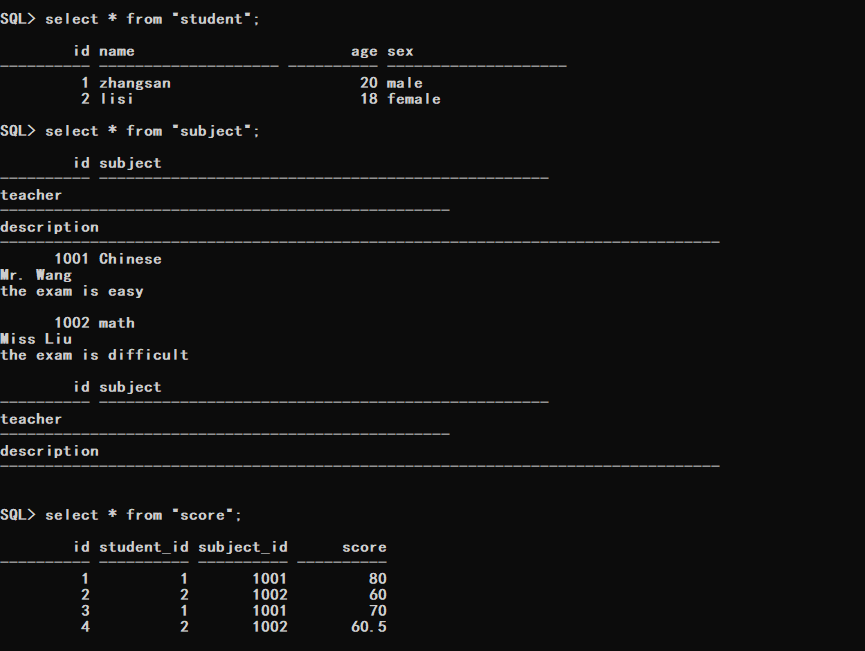 SQL> select * from "student";
id name age sex
---------- -------------------- ---------- --------------------
1 zhangsan 20 male
2 lisi 18 female
SQL> select * from "subject";
id subject
---------- --------------------------------------------------
teacher
--------------------------------------------------
description
--------------------------------------------------------------------------------
1001 Chinese
Mr. Wang
the exam is easy
1002 math
Miss Liu
the exam is difficult
id subject
---------- --------------------------------------------------
teacher
--------------------------------------------------
description
--------------------------------------------------------------------------------
SQL> select * from "score";
id student_id subject_id score
---------- ---------- ---------- ----------
1 1 1001 80
2 2 1002 60
3 1 1001 70
4 2 1002 60.5